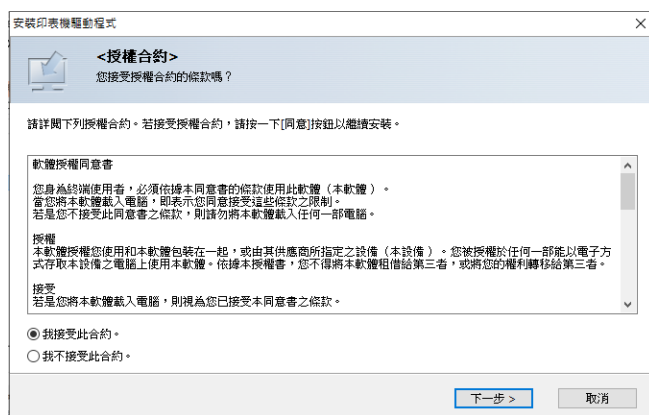 安裝印表機驅動程式
<授權合約>
您接受授權合約的條款嗎？
請詳閱下列授權合約。若接受授權合約，請按一下[同意]按鈕以繼續安裝。
軟體授權同意書
您身為終端使用者，必須依據本同意書的條款使用此軟體（本軟體）。
當您將本軟體載入電腦，即表示您同意接受這些條款之限制。
若是您不接受此同意書之條款，則請勿將本軟體載入任何一部電腦。
授權
本軟體授權您使用和本軟體包裝在一起，或由其供應商所指定之設備（本設備）。您被授權於任何一部能以電子方
式存取本設備之電腦上使用本軟體。依據本授權書，您不得將本軟體租借給第三者，或將您的權利轉移給第三者。
接受
若是您將本軟體載入電腦，則視為您已接受本同意書之條款。
我接受此合約。
我不接受此合約。
下一步 >
取消